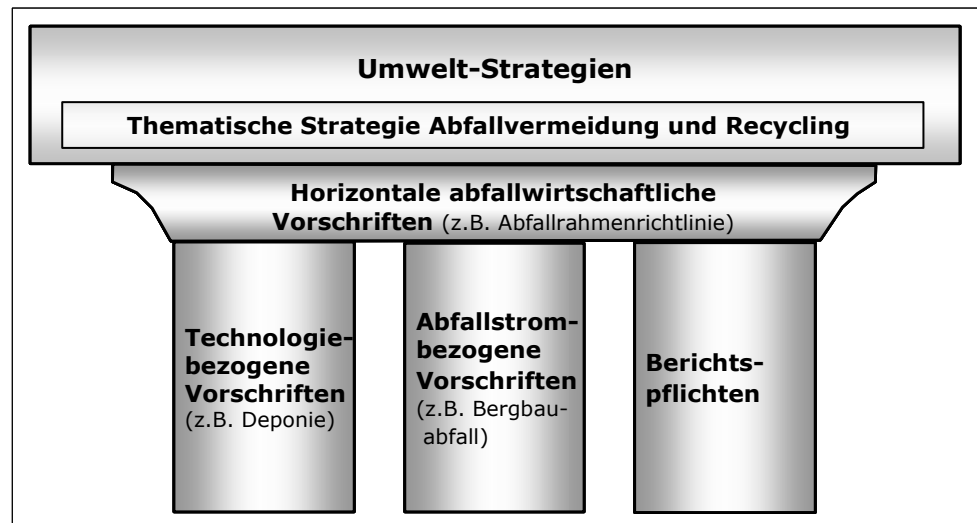 Umwelt-Strategien
Thematische Strategie Abfallvermeidung und Recycling
Horizontale abfallwirtschaftliche
Vorschriften (z.B. Abfallrahmenrichtlinie)
Technologie-
bezogene
Vorschriften
(z.B. Deponie)
Abfallstrom-
bezogene
Vorschriften
(z.B. Bergbau-
abfall)
Berichts-
pflichten